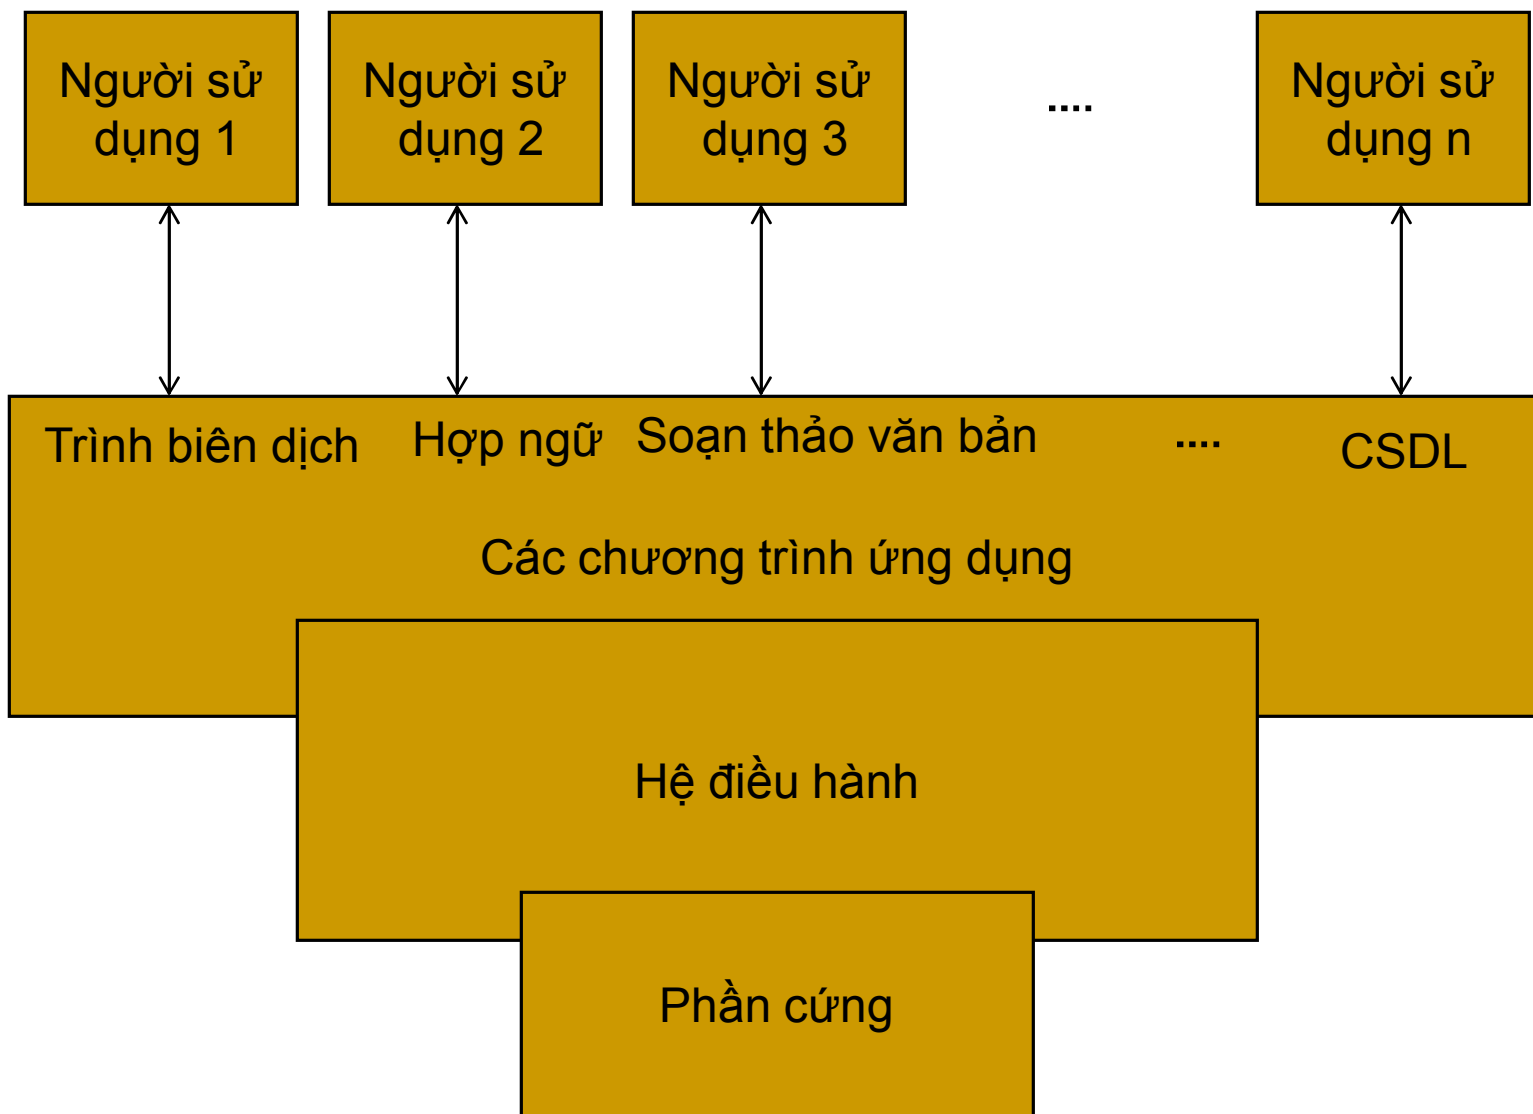 Người sử
dụng 1
Người sử
dụng 2
Người sử
dụng 3
....
Người sử
dụng n
Trình biên dịch
Hợp ngữ
Soạn thảo văn bản
....
CSDL
Các chương trình ứng dụng
Hệ điều hành
Phần cứng